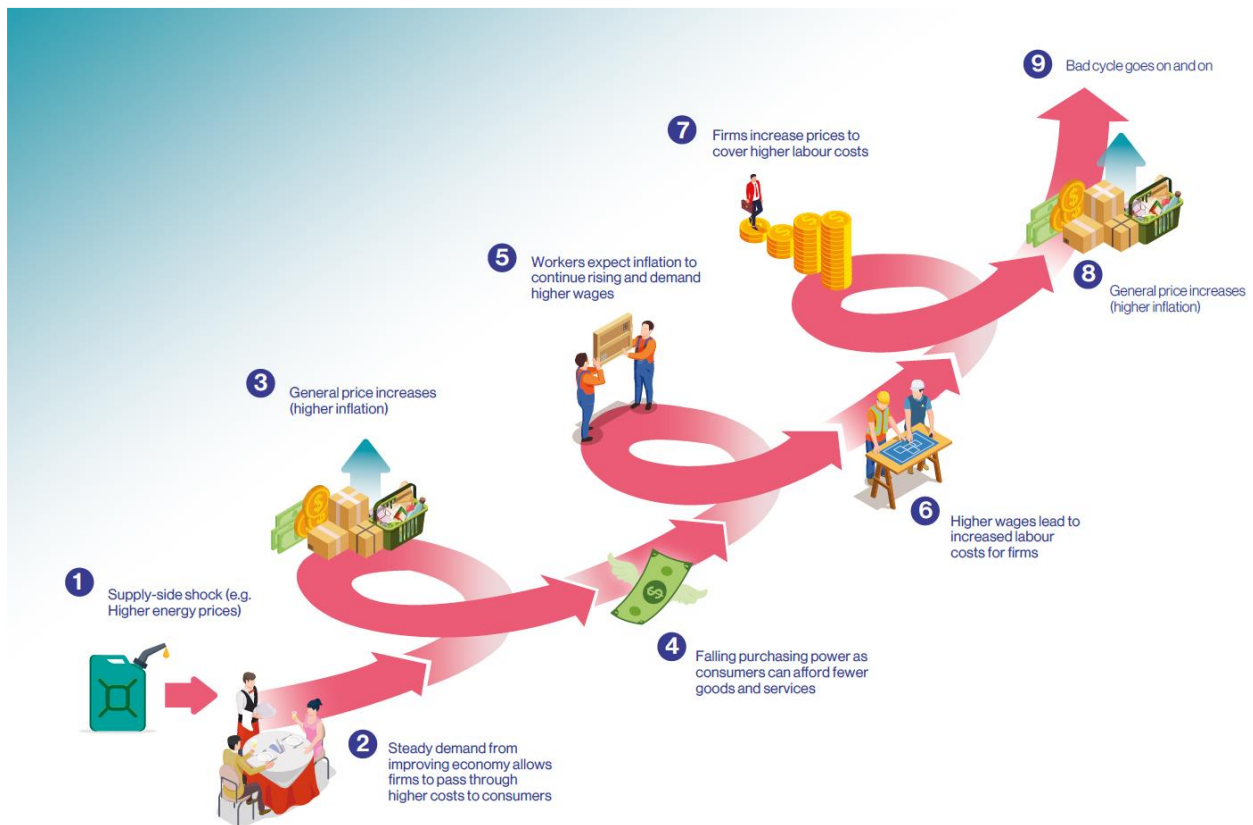 1
Supply-side shock (e.g.
Higher energy prices)
2
Steady demand from
improving economy allows
firms to pass through
higher costs to consumers
3
General price increases
(higher inflation)
4
Falling purchasing power as
consumers can afford fewer
goods and services
5
Workers expect inflation to
continue rising and demand
higher wages
6
Higher wages lead to
increased labour
costs for firms
7
Firms increase prices to
cover higher labour costs
8
General price increases
(higher inflation)
9
Bad cycle goes on and on